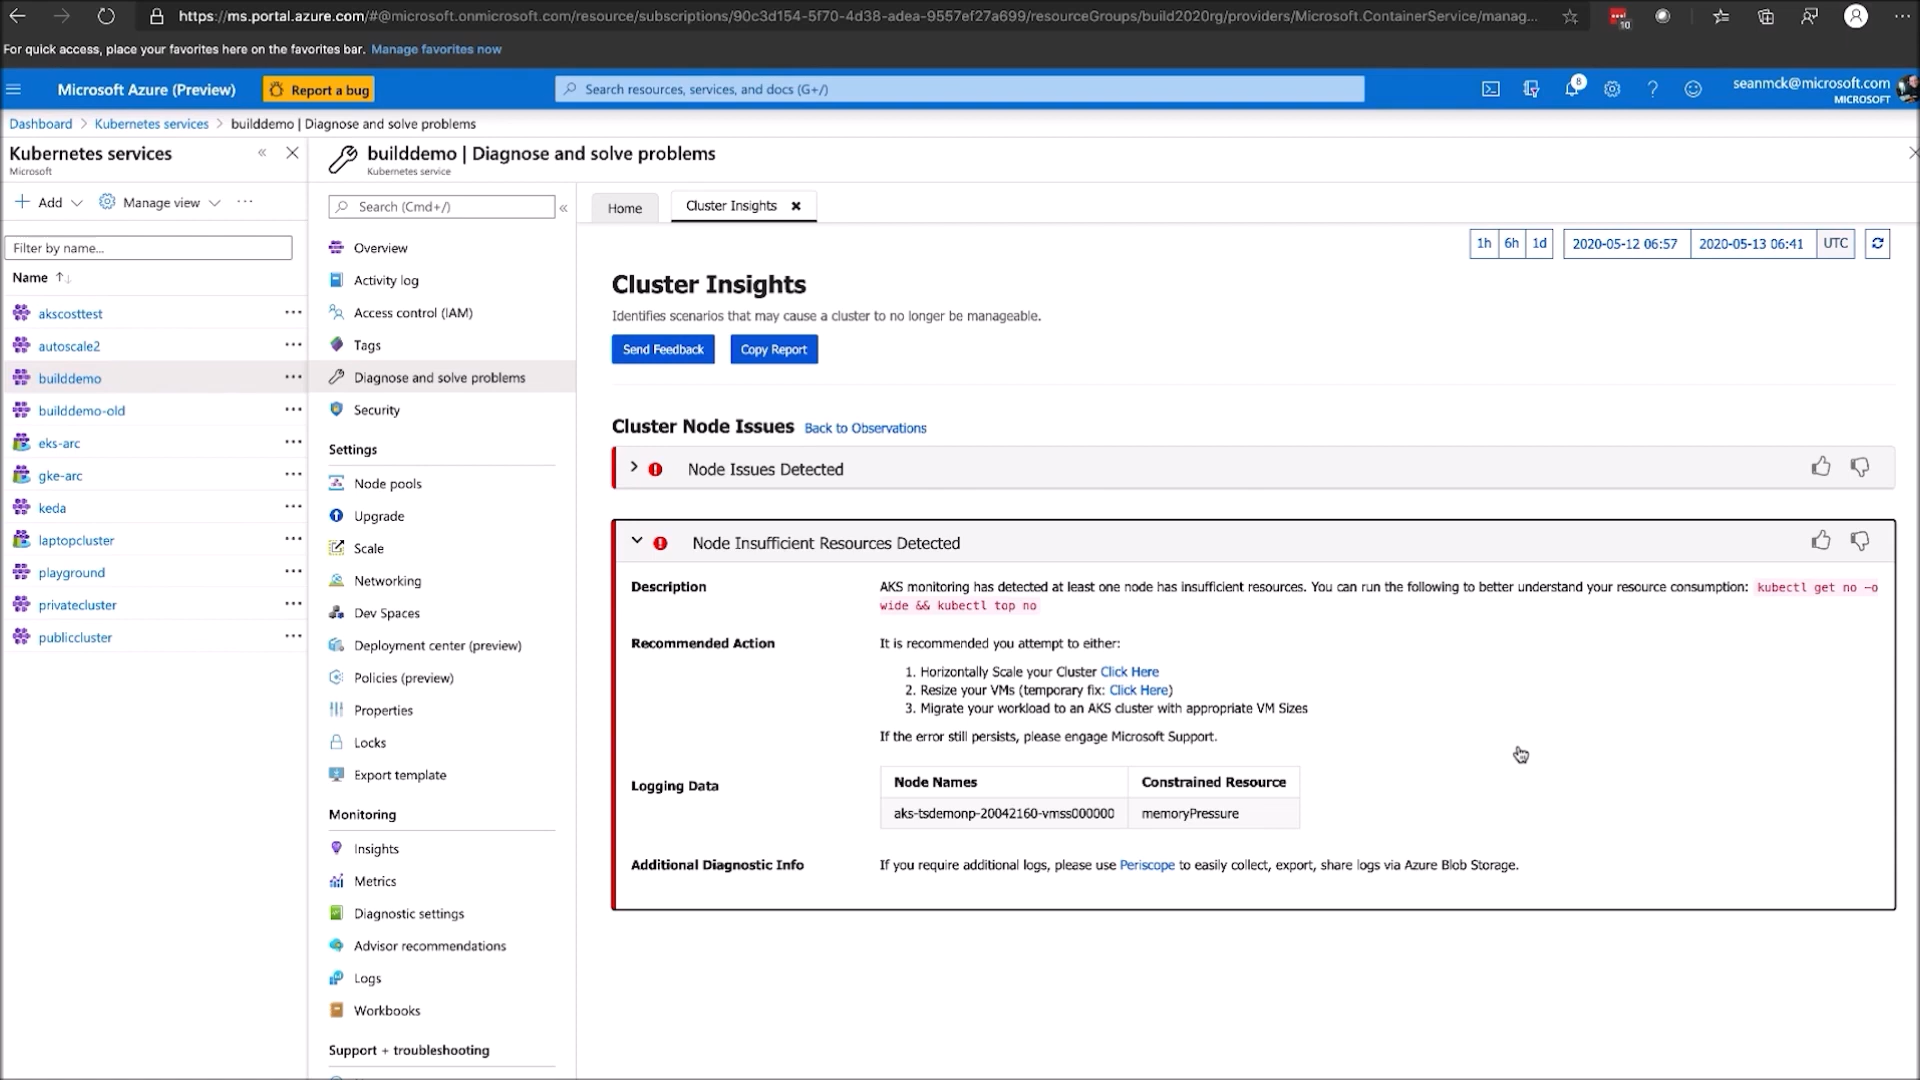 https://ms.portal.azure.com/#@microsoft.onmicrosoft.com/resource/subscriptions/90c3d154-5f70-4d38-adea-9557ef27a699/resourceGroups/build2020rg/providers/Microsoft.ContainerService/manag...
10
For quick access, place your favorites here on the favorites bar. Manage favorites now
Microsoft Azure (Preview)
Report a bug
Search resources, services, and docs (G+/)
8
seanmck@microsoft.com
MICROSOFT
Dashboard > Kubernetes services > builddemo | Diagnose and solve problems
Kubernetes services
Microsoft
Add
Manage view
Filter by name...
Name
akscosttest
autoscale2
builddemo
builddemo-old
eks-arc
gke-arc
keda
laptopcluster
playground
privatecluster
publiccluster
builddemo | Diagnose and solve problems
Kubernetes service
Search (Cmd+/)
Overview
Activity log
Access control (IAM)
Tags
Diagnose and solve problems
Security
Settings
Node pools
Upgrade
Scale
Networking
Dev Spaces
Deployment center (preview)
Policies (preview)
Properties
Locks
Export template
Monitoring
Insights
Metrics
Diagnostic settings
Advisor recommendations
Logs
Workbooks
Support + troubleshooting
Home
Cluster Insights
1h 6h 1d 2020-05-12 06:57 2020-05-13 06:41 UTC
Cluster Insights
Identifies scenarios that may cause a cluster to no longer be manageable.
Send Feedback
Copy Report
Cluster Node Issues Back to Observations
Node Issues Detected
Node Insufficient Resources Detected
Description
AKS monitoring has detected at least one node has insufficient resources. You can run the following to better understand your resource consumption: kubectl get no –o
wide && kubectl top no
Recommended Action
It is recommended you attempt to either:
1. Horizontally Scale your Cluster Click Here
2. Resize your VMs (temporary fix: Click Here)
3. Migrate your workload to an AKS cluster with appropriate VM Sizes
If the error still persists, please engage Microsoft Support.
Logging Data
Node Names Constrained Resource
aks-tsdemonp-20042160-vmss000000 memoryPressure
Additional Diagnostic Info
If you require additional logs, please use Periscope to easily collect, export, share logs via Azure Blob Storage.